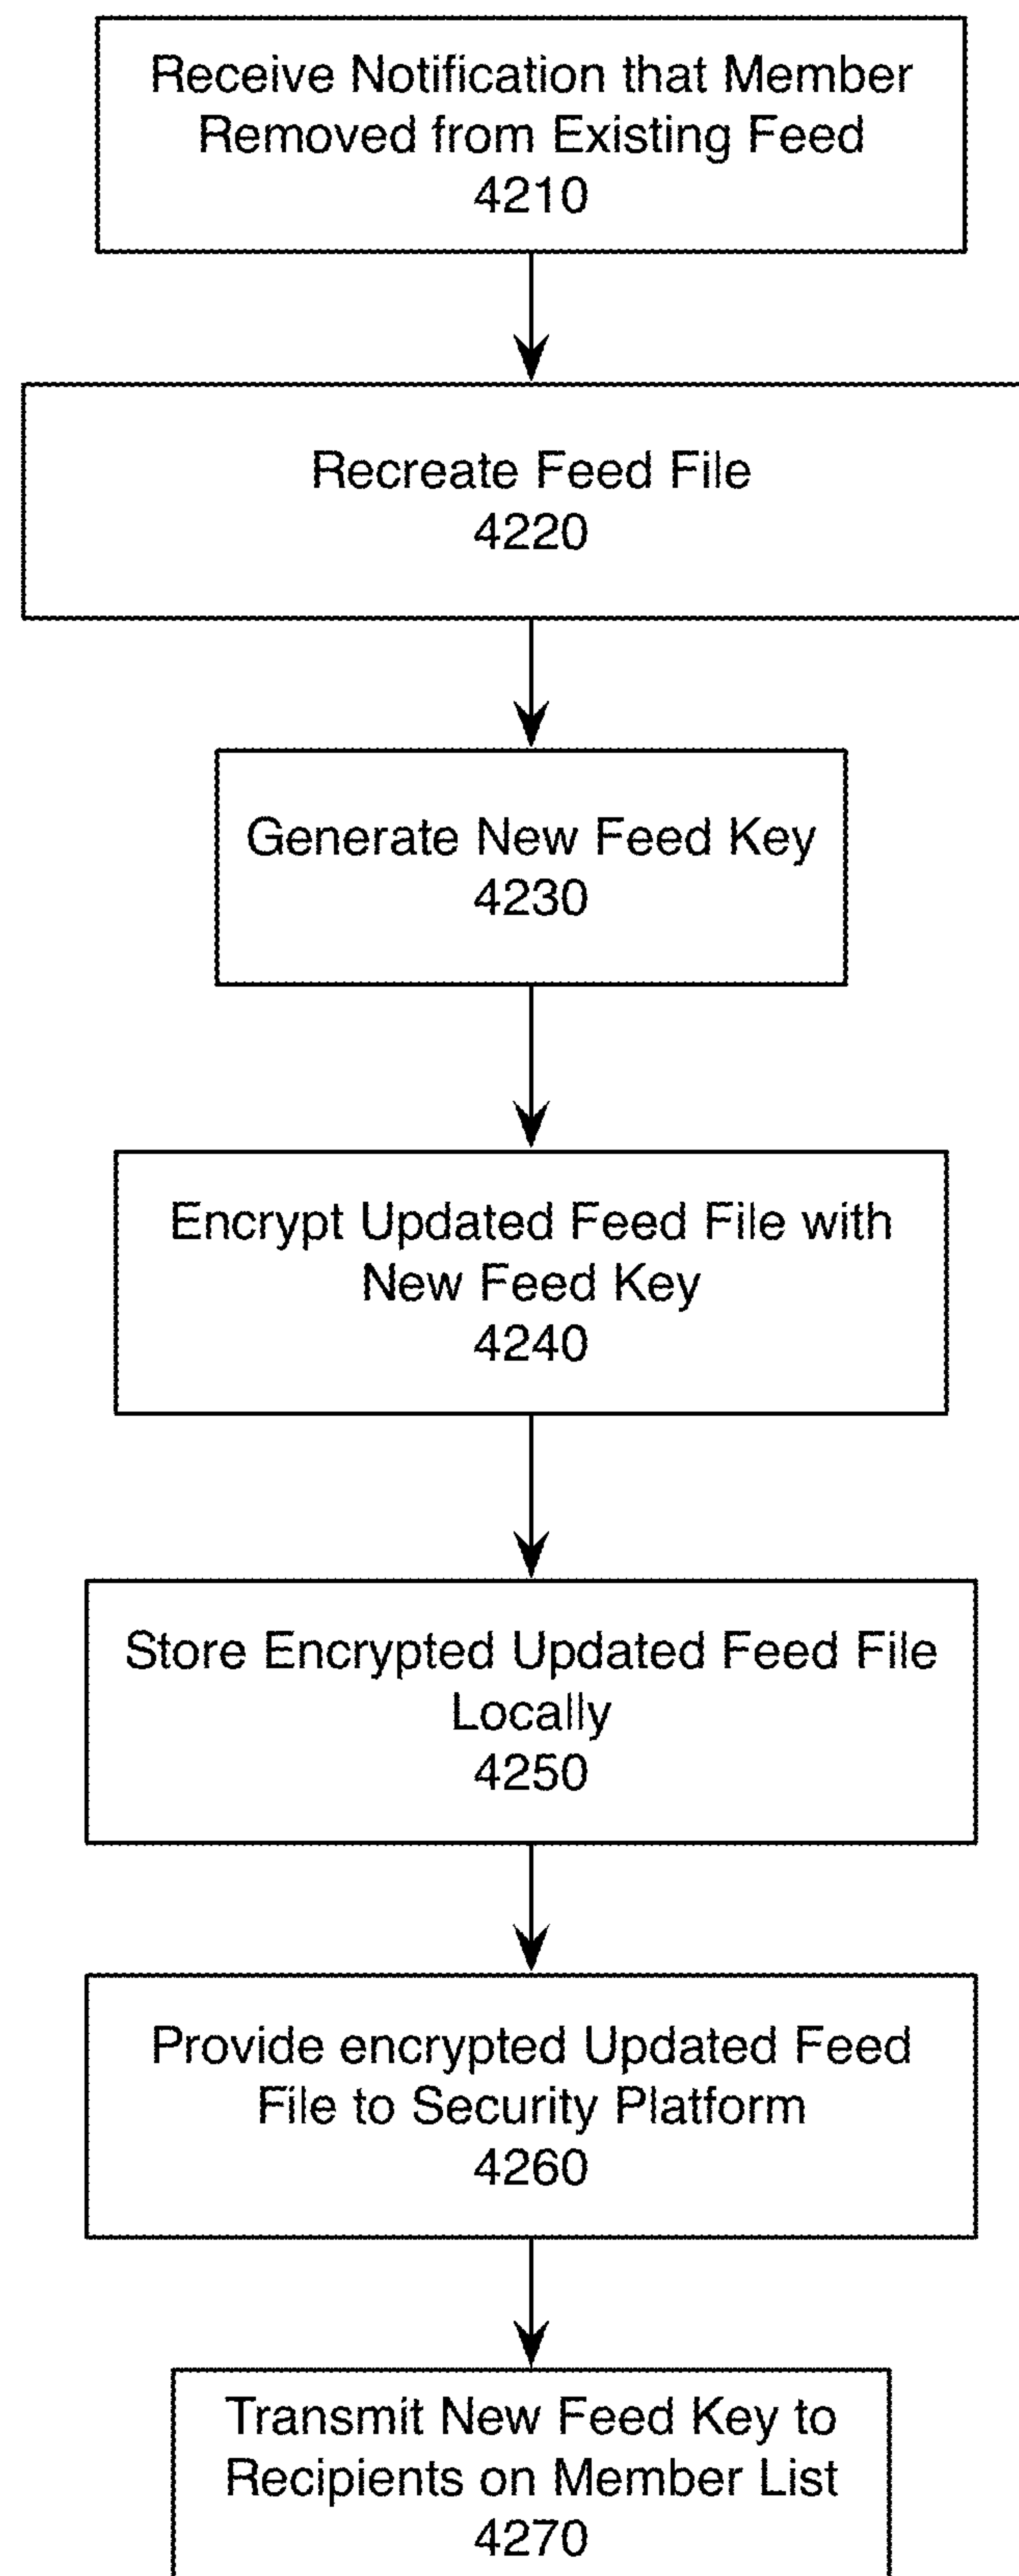 Receive Notification that Member
Removed from Existing Feed
4210
Recreate Feed File
4220
Generate New Feed Key
4230
Encrypt Updated Feed File with
New Feed Key
4240
Store Encrypted Updated Feed File
Locally
4250
Provide encrypted Updated Feed
File to Security Platform
4260
Transmit New Feed Key to
Recipients on Member List
4270